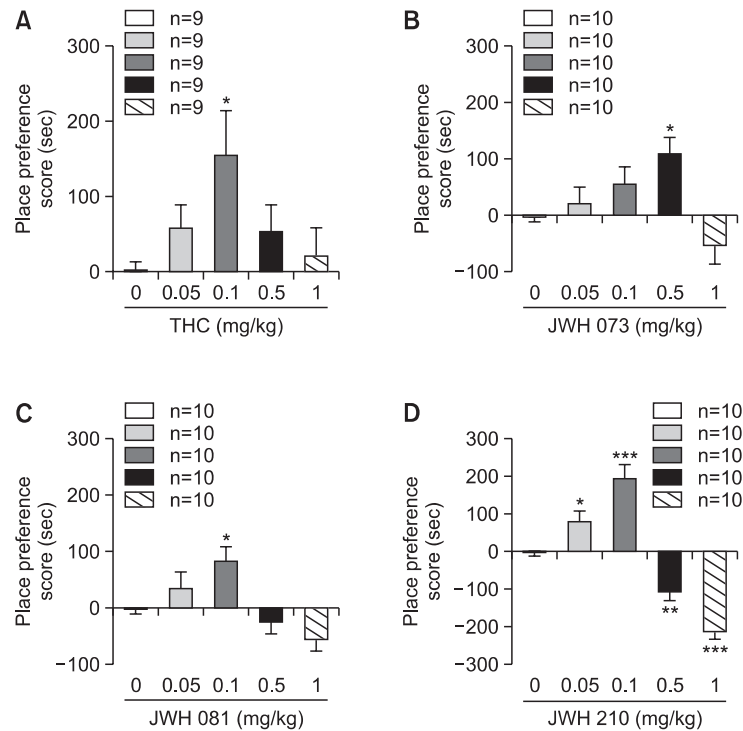 A
n=9
n=9
n=9
n=9
n=9
Place preference
score (sec)
300
200
100
0
*
0 0.05 0.1 0.5 1
THC (mg/kg)
B
n=10
n=10
n=10
n=10
n=10
Place preference
score (sec)
300
200
100
0
−100
*
0 0.05 0.1 0.5 1
JWH 073 (mg/kg)
C
n=10
n=10
n=10
n=10
n=10
Place preference
score (sec)
300
200
100
0
−100
*
0 0.05 0.1 0.5 1
JWH 081 (mg/kg)
D
n=10
n=10
n=10
n=10
n=10
Place preference
score (sec)
300
200
100
0
−100
−200
−300
* *** ** ***
0 0.05 0.1 0.5 1
JWH 210 (mg/kg)